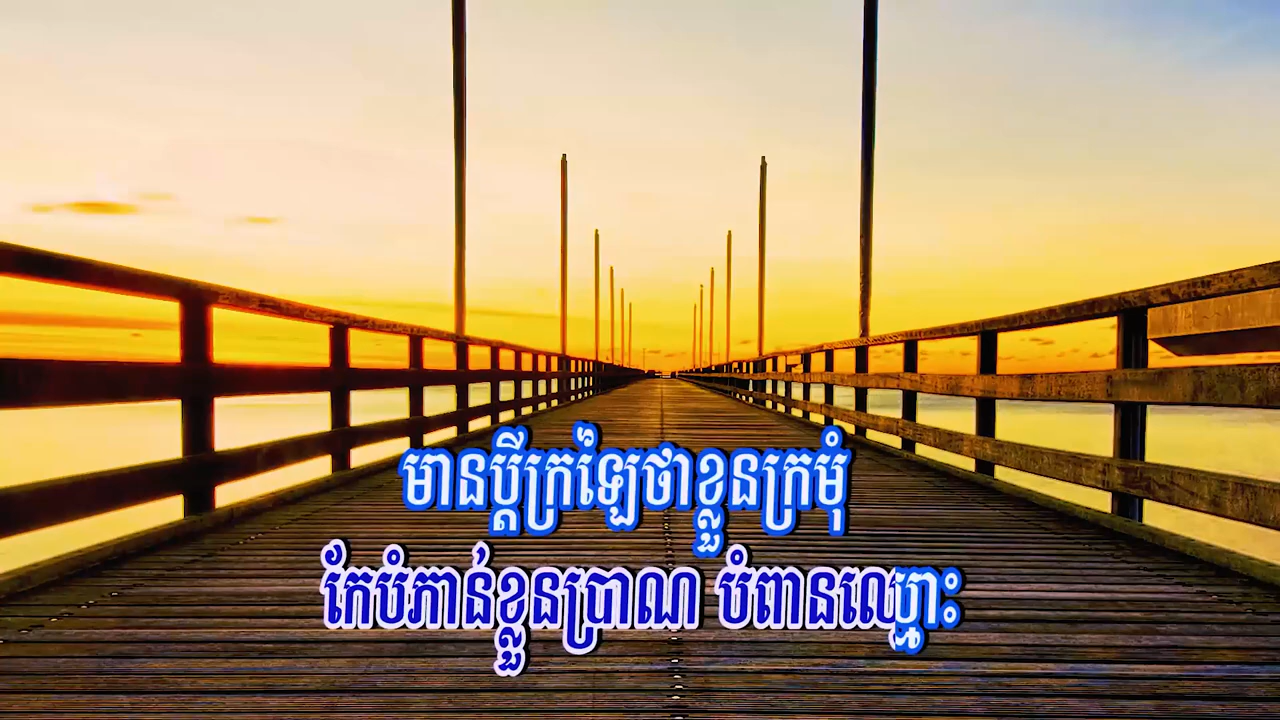 មានប្ដីក្រឡៃថាខ្លួនក្រមុំ
កែបំភាន់ខ្លួនប្រាណ បំពានឈ្មោះ